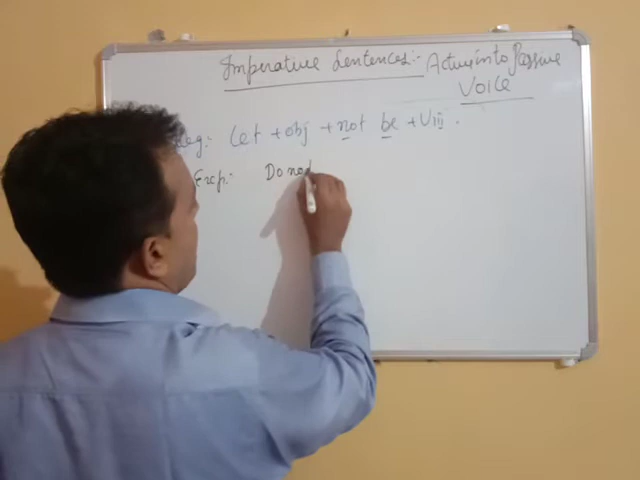 Imperative Sentences:- Active into Passive
Voice
Neg: Let + obj + not be + Viii.
Exp:- Do not